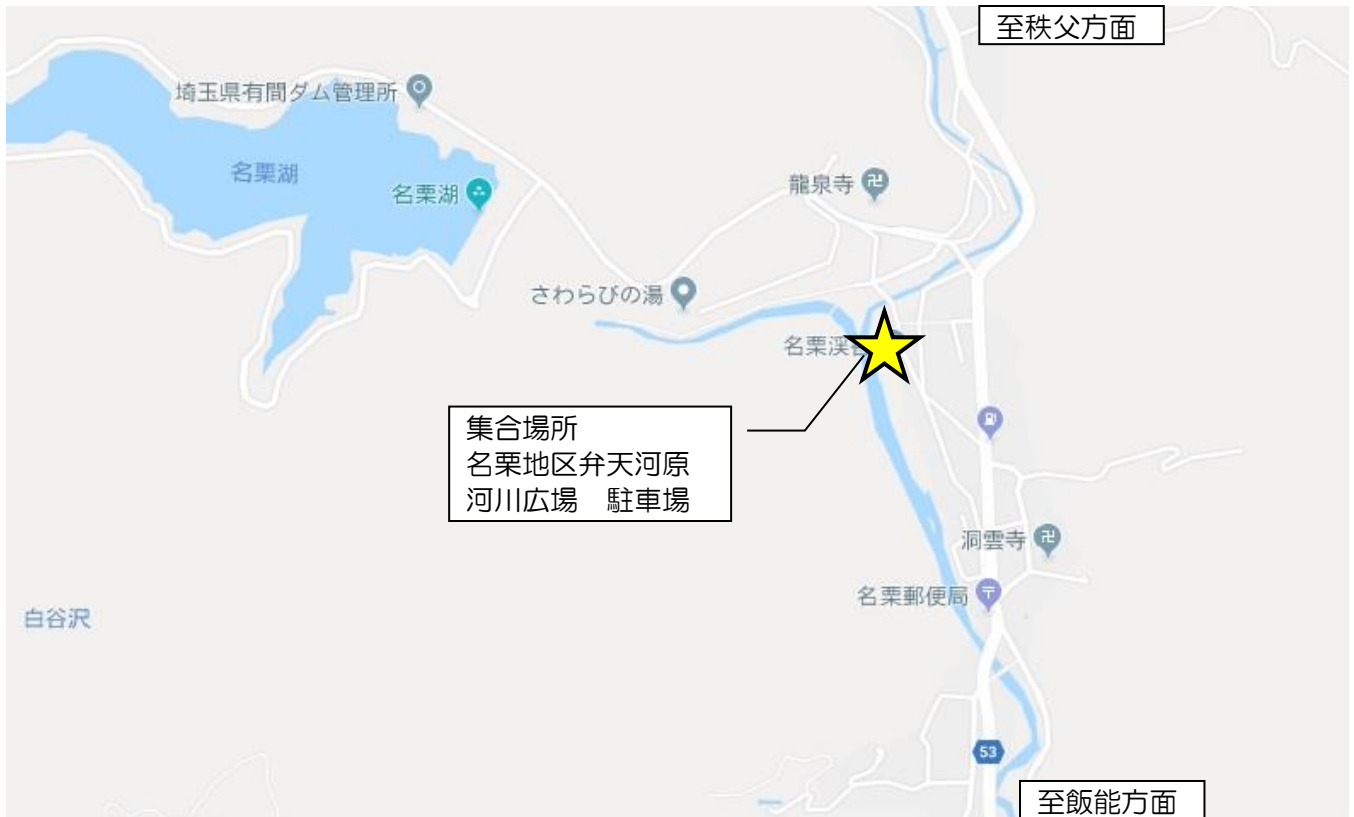 至秩父方面
埼玉県有間ダム管理所
名栗湖
名栗湖
龍泉寺
さわらびの湯
名栗渓
集合場所
名栗地区弁天河原
河川広場　駐車場
洞雲寺
名栗郵便局
白谷沢
53
至飯能方面